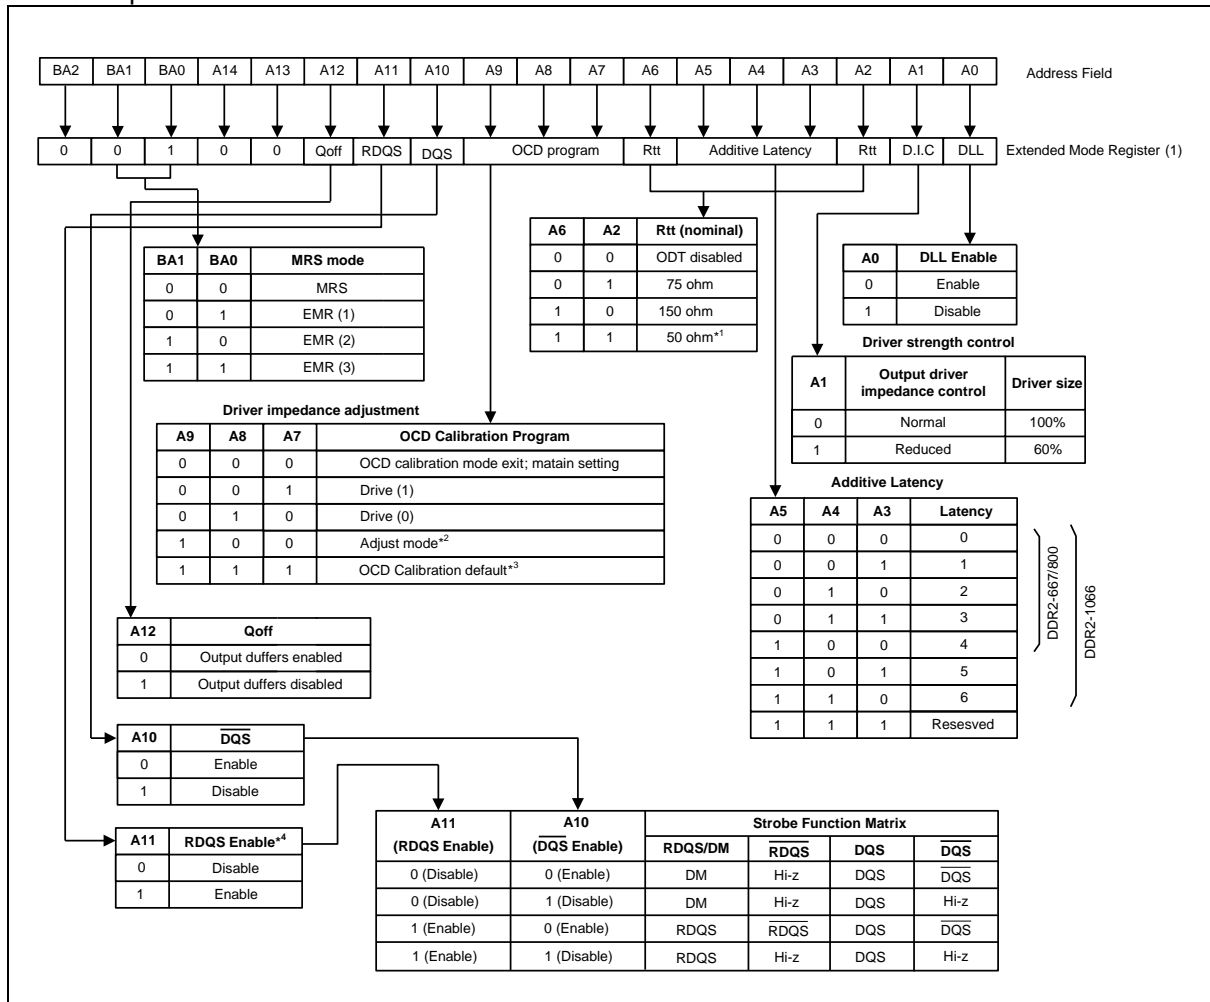 BA2 BA1 BA0 A14 A13 A12 A11 A10 A9 A8 A7 A6 A5 A4 A3 A2 A1 A0 Address Field
0 0 1 0 0 Qoff RDQS DQS OCD program Rtt Additive Latency Rtt D.I.C DLL Extended Mode Register (1)
BA1 BA0 MRS mode
0 0 MRS
0 1 EMR (1)
1 0 EMR (2)
1 1 EMR (3)
A6 A2 Rtt (nominal)
0 0 ODT disabled
0 1 75 ohm
1 0 150 ohm
1 1 50 ohm*1
A0 DLL Enable
0 Enable
1 Disable
Driver strength control
A1 Output driver impedance control Driver size
0 Normal 100%
1 Reduced 60%
Driver impedance adjustment
A9 A8 A7 OCD Calibration Program
0 0 0 OCD calibration mode exit; matain setting
0 0 1 Drive (1)
0 1 0 Drive (0)
1 0 0 Adjust mode*2
1 1 1 OCD Calibration default*3
Additive Latency
A5 A4 A3 Latency
0 0 0 0
0 0 1 1
0 1 0 2
0 1 1 3
1 0 0 4
1 0 1 5
1 1 0 6
1 1 1 Resesved
DDR2-667/800
DDR2-1066
A12 Qoff
0 Output duffers enabled
1 Output duffers disabled
A10 D̅Q̅S̅
0 Enable
1 Disable
A11 RDQS Enable*4
0 Disable
1 Enable
A11 (RDQS Enable) A10 (D̅Q̅S̅ Enable) Strobe Function Matrix
RDQS/DM R̅D̅Q̅S̅ DQS D̅Q̅S̅
0 (Disable) 0 (Enable) DM Hi-z DQS D̅Q̅S̅
0 (Disable) 1 (Disable) DM Hi-z DQS Hi-z
1 (Enable) 0 (Enable) RDQS R̅D̅Q̅S̅ DQS D̅Q̅S̅
1 (Enable) 1 (Disable) RDQS Hi-z DQS Hi-z